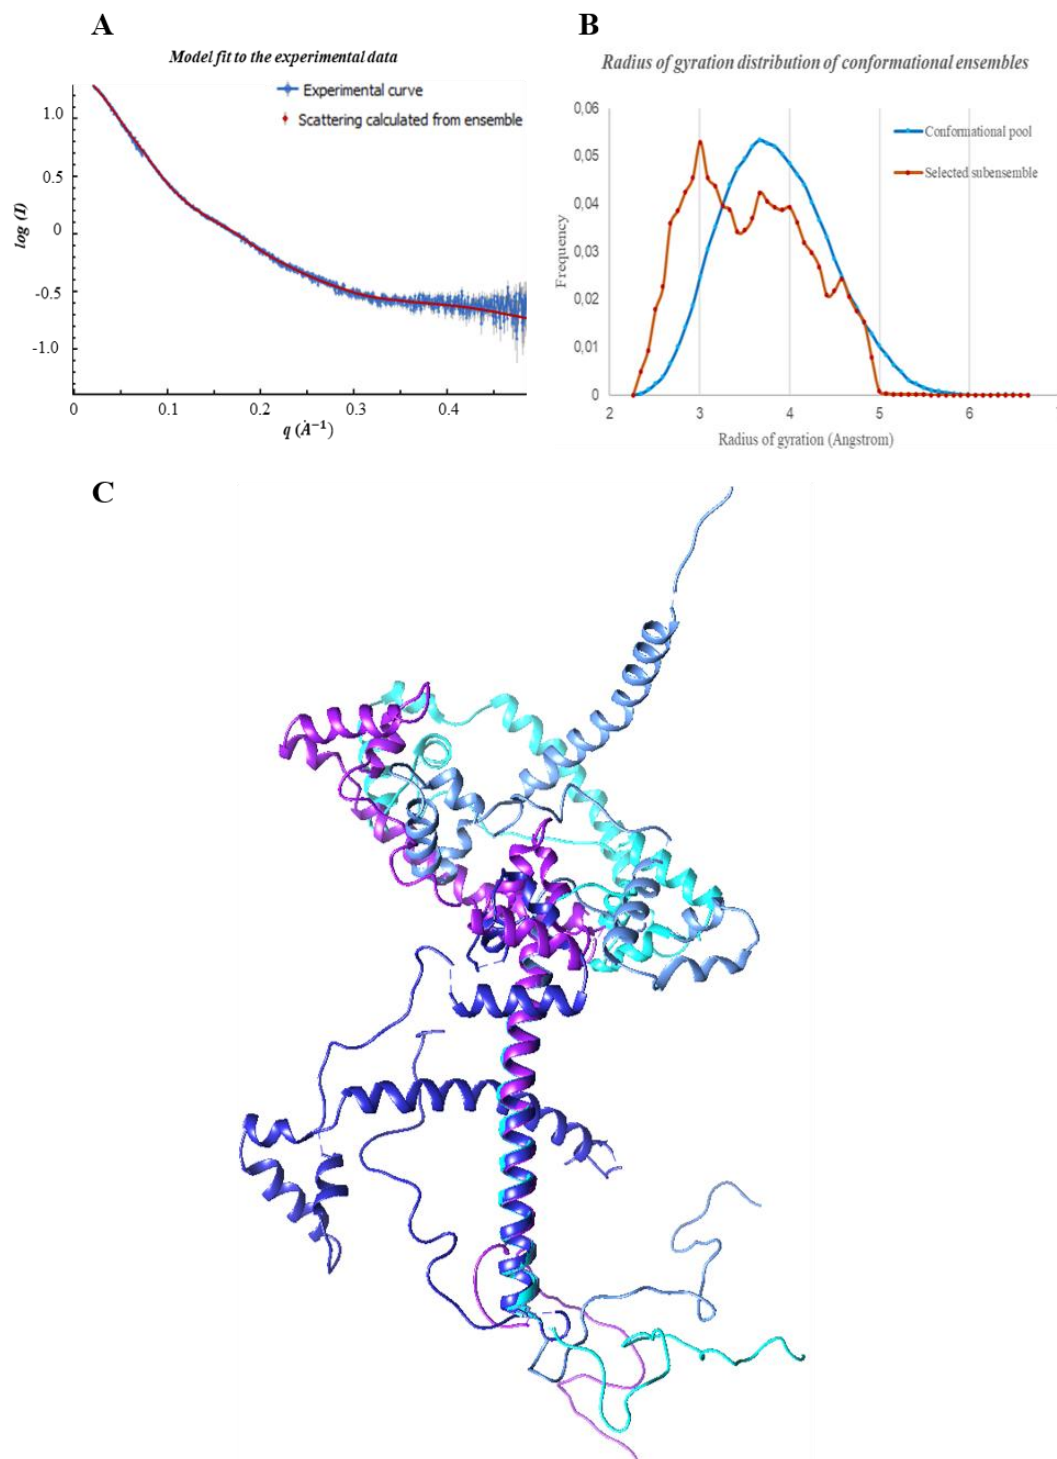 A
Model fit to the experimental data
Experimental curve
Scattering calculated from ensemble
log (I)
1.0
0.5
0
-0.5
-1.0
0
0.1
0.2
0.3
0.4
q (Å⁻¹)
B
Radius of gyration distribution of conformational ensembles
Conformational pool
Selected subensemble
Frequency
0,06
0,05
0,04
0,03
0,02
0,01
0
2
3
4
5
6
Radius of gyration (Angstrom)
C